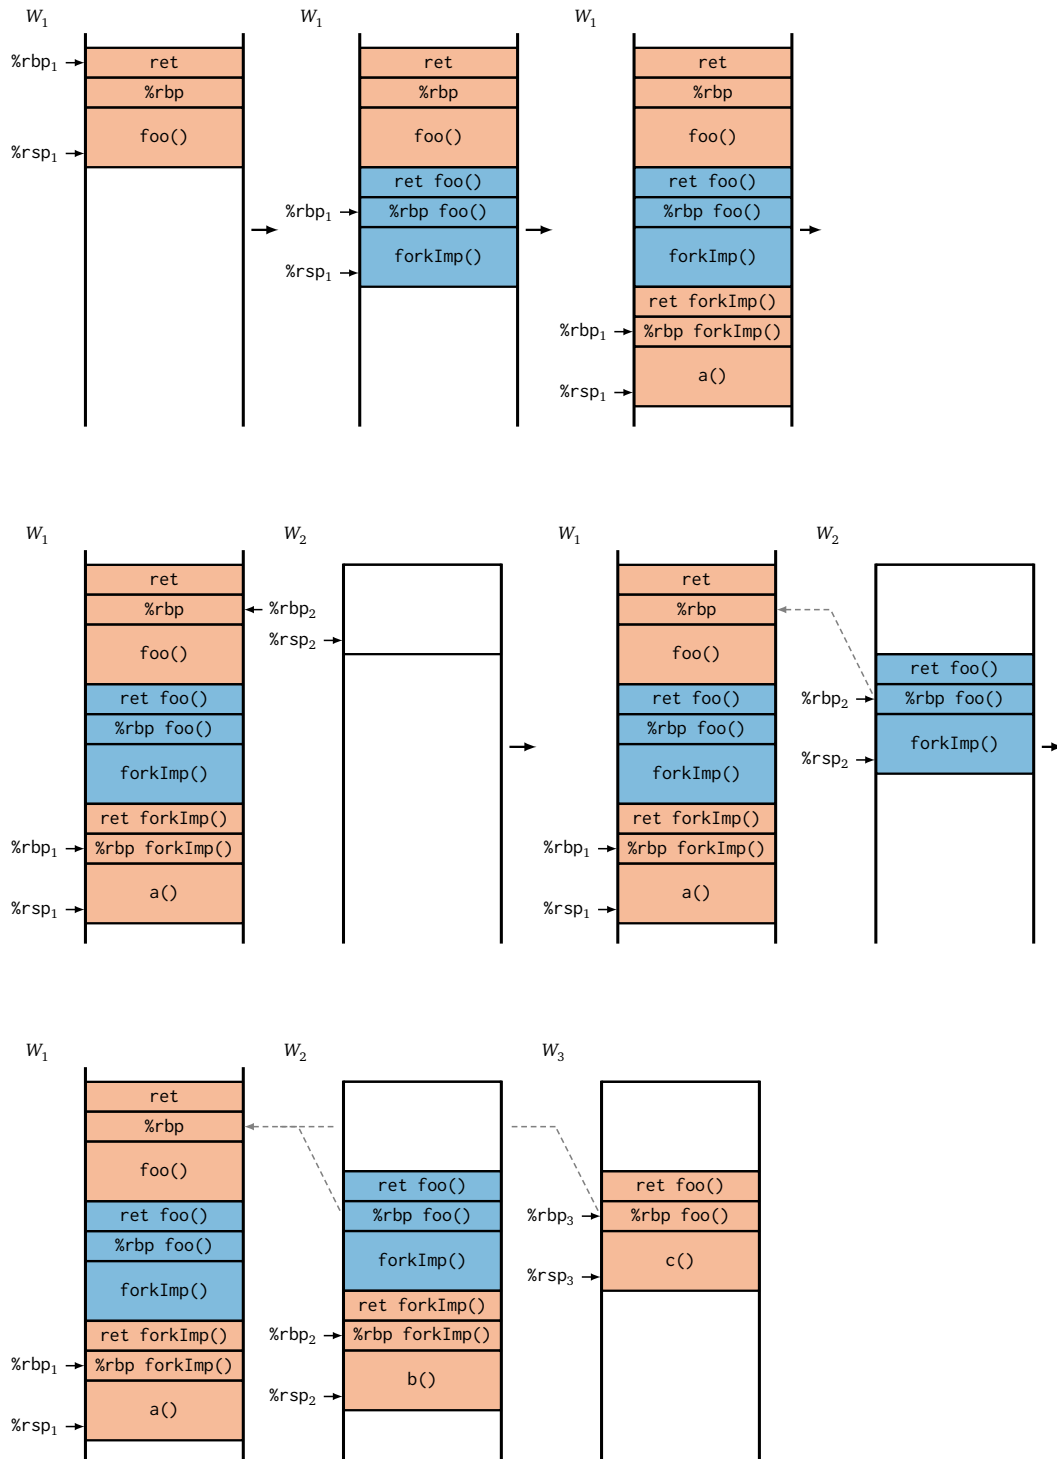 W1 W1 W1
%rbp1 ret ret ret
%rbp %rbp %rbp
foo() foo() foo()
%rsp1
ret foo() ret foo()
%rbp1 %rbp foo() %rbp foo()
forkImp() forkImp()
%rsp1
ret forkImp()
%rbp1 %rbp forkImp()
a()
%rsp1
W1 W2 W1 W2
ret ret
%rbp %rbp2 %rbp
%rsp2
foo() foo() ret foo()
ret foo() ret foo() %rbp2 %rbp foo()
%rbp foo() %rbp foo() forkImp()
forkImp() forkImp() %rsp2
ret forkImp() ret forkImp()
%rbp1 %rbp forkImp() %rbp1 %rbp forkImp()
a() a()
%rsp1 %rsp1
W1 W2 W3
ret
%rbp
foo() ret foo() ret foo()
ret foo() %rbp foo() %rbp3 %rbp foo()
%rbp foo() forkImp() c()
forkImp() %rsp3
ret forkImp() ret forkImp()
%rbp2 %rbp forkImp()
%rbp1 %rbp forkImp() b()
a() %rsp2
%rsp1